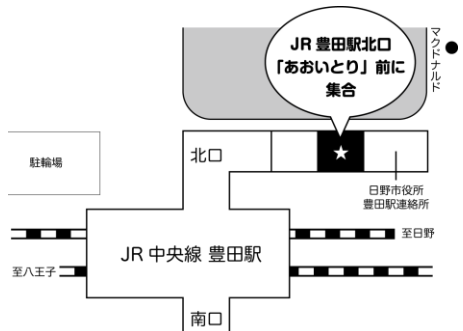 JR 豊田駅北口
「あおいとり」前に
集合
マクドナルド
駐輪場
北口
日野市役所
豊田駅連絡所
至日野
JR 中央線 豊田駅
至八王子
南口